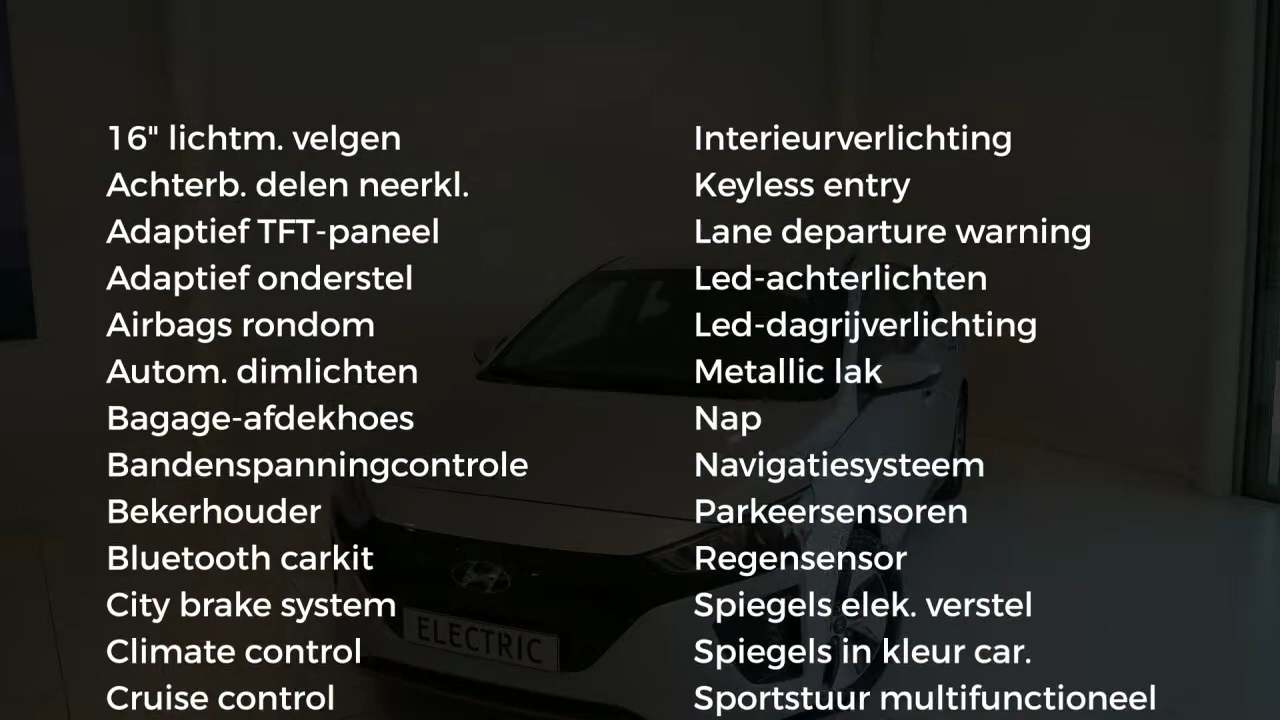 16" lichtm. velgen
Achterb. delen neerkl.
Adaptief TFT-paneel
Adaptief onderstel
Airbags rondom
Autom. dimlichten
Bagage-afdekhoes
Bandenspanningcontrole
Bekerhouder
Bluetooth carkit
City brake system
Climate control
Cruise control
Interieurverlichting
Keyless entry
Lane departure warning
Led-achterlichten
Led-dagrijverlichting
Metallic lak
Nap
Navigatiesysteem
Parkeersensoren
Regensensor
Spiegels elek. verstel
Spiegels in kleur car.
Sportstuur multifunctioneel
ELECTRIC